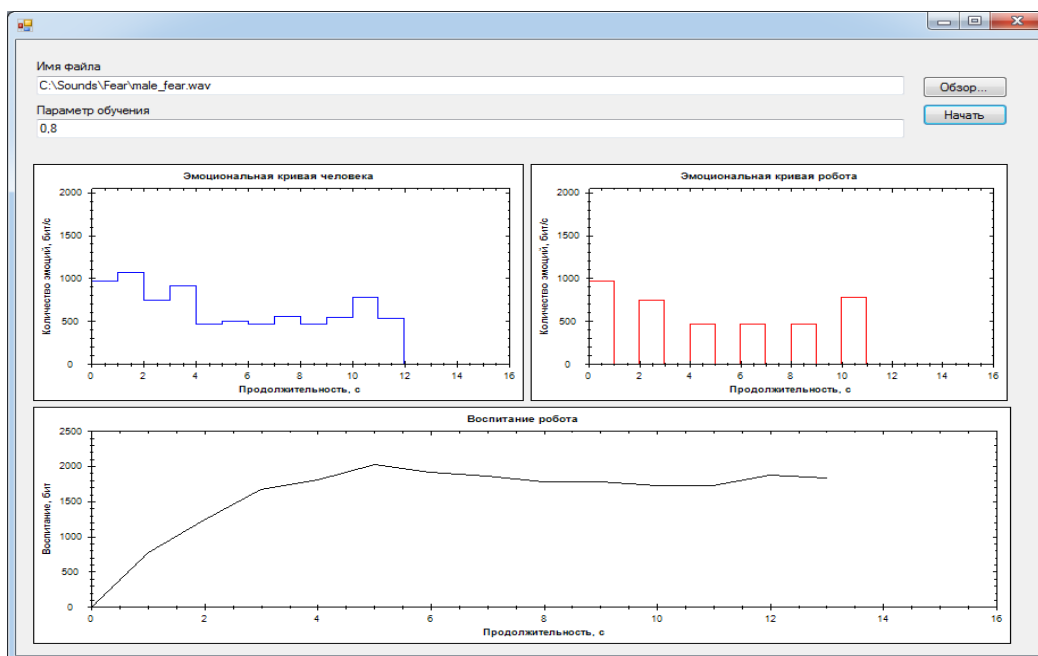 Имя файла
C:\Sounds\Fear\male_fear.wav
Обзор...
Параметр обучения
0,8
Начать
Эмоциональная кривая человека
Количество эмоций, бит/с
2000
1500
1000
500
0
0 2 4 6 8 10 12 14 16
Продолжительность, с
Эмоциональная кривая робота
Количество эмоций, бит/с
2000
1500
1000
500
0
0 2 4 6 8 10 12 14 16
Продолжительность, с
Воспитание робота
Воспитание, бит
2500
2000
1500
1000
500
0
0 2 4 6 8 10 12 14 16
Продолжительность, с